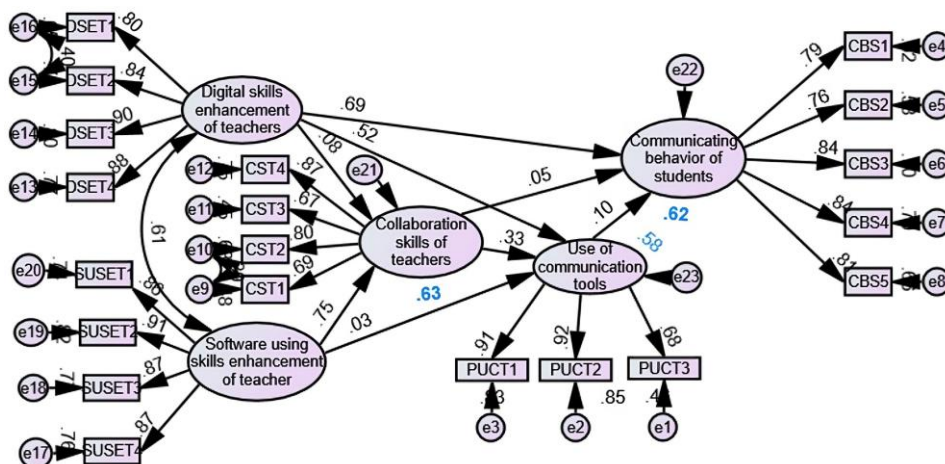 e16
DSET1
.80
.40
e15
DSET2
.84
e14
DSET3
.90
e13
DSET4
.88
Digital skills
enhancement
of teachers
.69
.52
.08
e12
CST4
.87
e11
CST3
.67
e10
CST2
.80
e9
CST1
.69
e21
Collaboration
skills of
teachers
.63
.05
.33
.61
.75
.03
e20
SUSET1
.86
e19
SUSET2
.91
e18
SUSET3
.87
e17
.76
SUSET4
.87
Software using
skills enhancement
of teacher
e22
Communicating
behavior of
students
.62
.10
.58
Use of
communication
tools
e23
.91
.92
.68
PUCT1
PUCT2
PUCT3
.83
.85
e3
e2
e1
.79
CBS1
e4
.76
CBS2
e5
.84
CBS3
e6
.84
CBS4
e7
.81
CBS5
e8